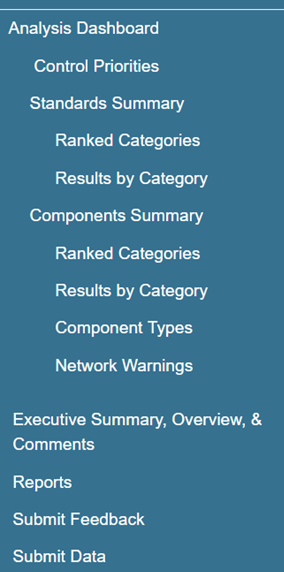 Analysis Dashboard
Control Priorities
Standards Summary
Ranked Categories
Results by Category
Components Summary
Ranked Categories
Results by Category
Component Types
Network Warnings
Executive Summary, Overview, &
Comments
Reports
Submit Feedback
Submit Data